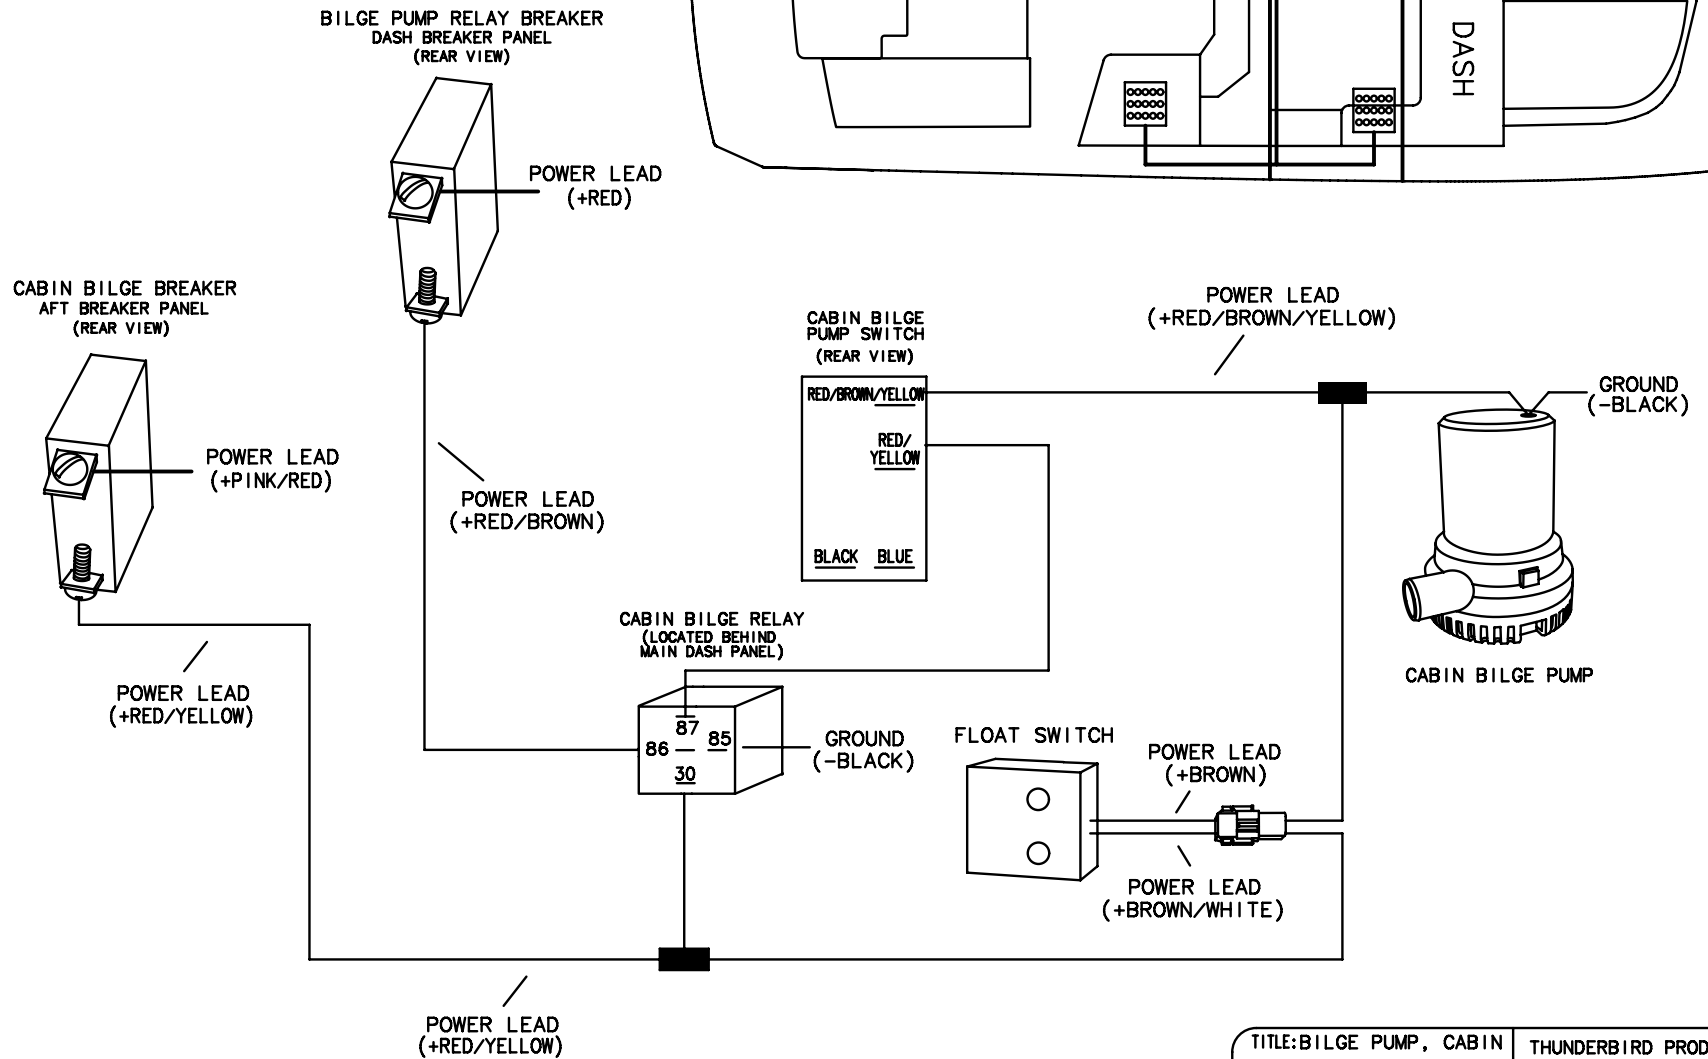 BILGE PUMP RELAY BREAKER
DASH BREAKER PANEL
(REAR VIEW)
DASH
POWER LEAD
(+RED)
CABIN BILGE BREAKER
AFT BREAKER PANEL
(REAR VIEW)
POWER LEAD
(+PINK/RED)
POWER LEAD
(+RED/BROWN)
CABIN BILGE
PUMP SWITCH
(REAR VIEW)
RED/BROWN/YELLOW
RED/
YELLOW
BLACK BLUE
POWER LEAD
(+RED/BROWN/YELLOW)
GROUND
(-BLACK)
CABIN BILGE PUMP
CABIN BILGE RELAY
(LOCATED BEHIND
MAIN DASH PANEL)
87
86 85
30
GROUND
(-BLACK)
POWER LEAD
(+RED/YELLOW)
FLOAT SWITCH
POWER LEAD
(+BROWN)
POWER LEAD
(+BROWN/WHITE)
POWER LEAD
(+RED/YELLOW)
TITLE:BILGE PUMP, CABIN
THUNDERBIRD PROD